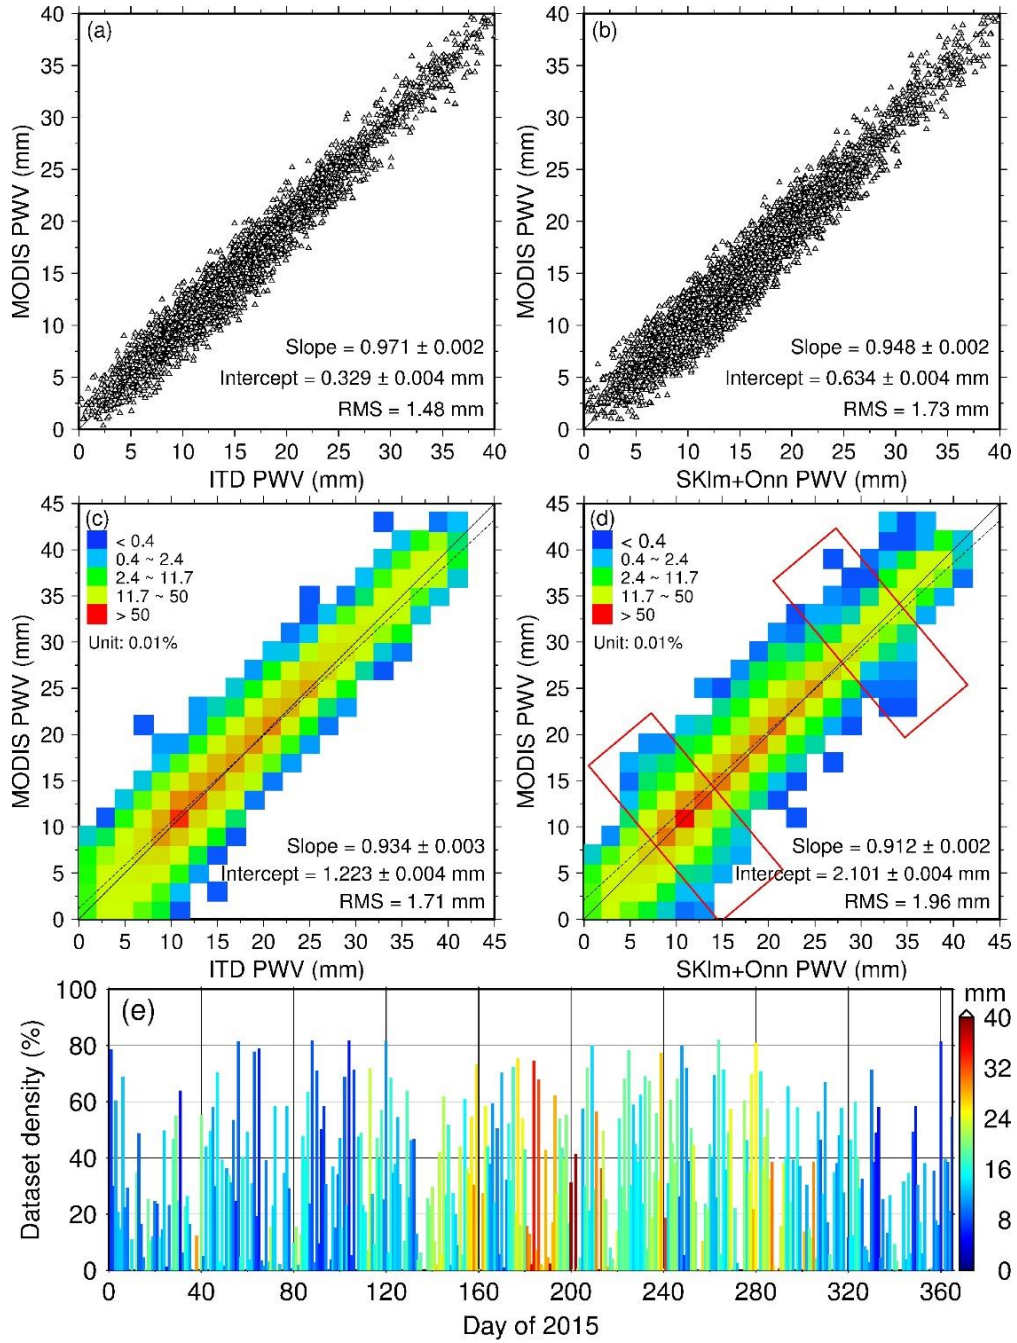 (a)
MODIS PWV (mm)
40
35
30
25
20
15
10
5
0
Slope = 0.971 ± 0.002
Intercept = 0.329 ± 0.004 mm
RMS = 1.48 mm
0 5 10 15 20 25 30 35 40
ITD PWV (mm)
(b)
MODIS PWV (mm)
40
35
30
25
20
15
10
5
0
Slope = 0.948 ± 0.002
Intercept = 0.634 ± 0.004 mm
RMS = 1.73 mm
0 5 10 15 20 25 30 35 40
SKlm+Onn PWV (mm)
(c)
MODIS PWV (mm)
45
40
35
30
25
20
15
10
5
0
< 0.4
0.4 ~ 2.4
2.4 ~ 11.7
11.7 ~ 50
> 50
Unit: 0.01%
Slope = 0.934 ± 0.003
Intercept = 1.223 ± 0.004 mm
RMS = 1.71 mm
0 5 10 15 20 25 30 35 40 45
ITD PWV (mm)
(d)
MODIS PWV (mm)
45
40
35
30
25
20
15
10
5
0
< 0.4
0.4 ~ 2.4
2.4 ~ 11.7
11.7 ~ 50
> 50
Unit: 0.01%
Slope = 0.912 ± 0.002
Intercept = 2.101 ± 0.004 mm
RMS = 1.96 mm
0 5 10 15 20 25 30 35 40 45
SKlm+Onn PWV (mm)
(e)
Dataset density (%)
100
80
60
40
20
0
0 40 80 120 160 200 240 280 320 360
Day of 2015
mm
40
32
24
16
8
0